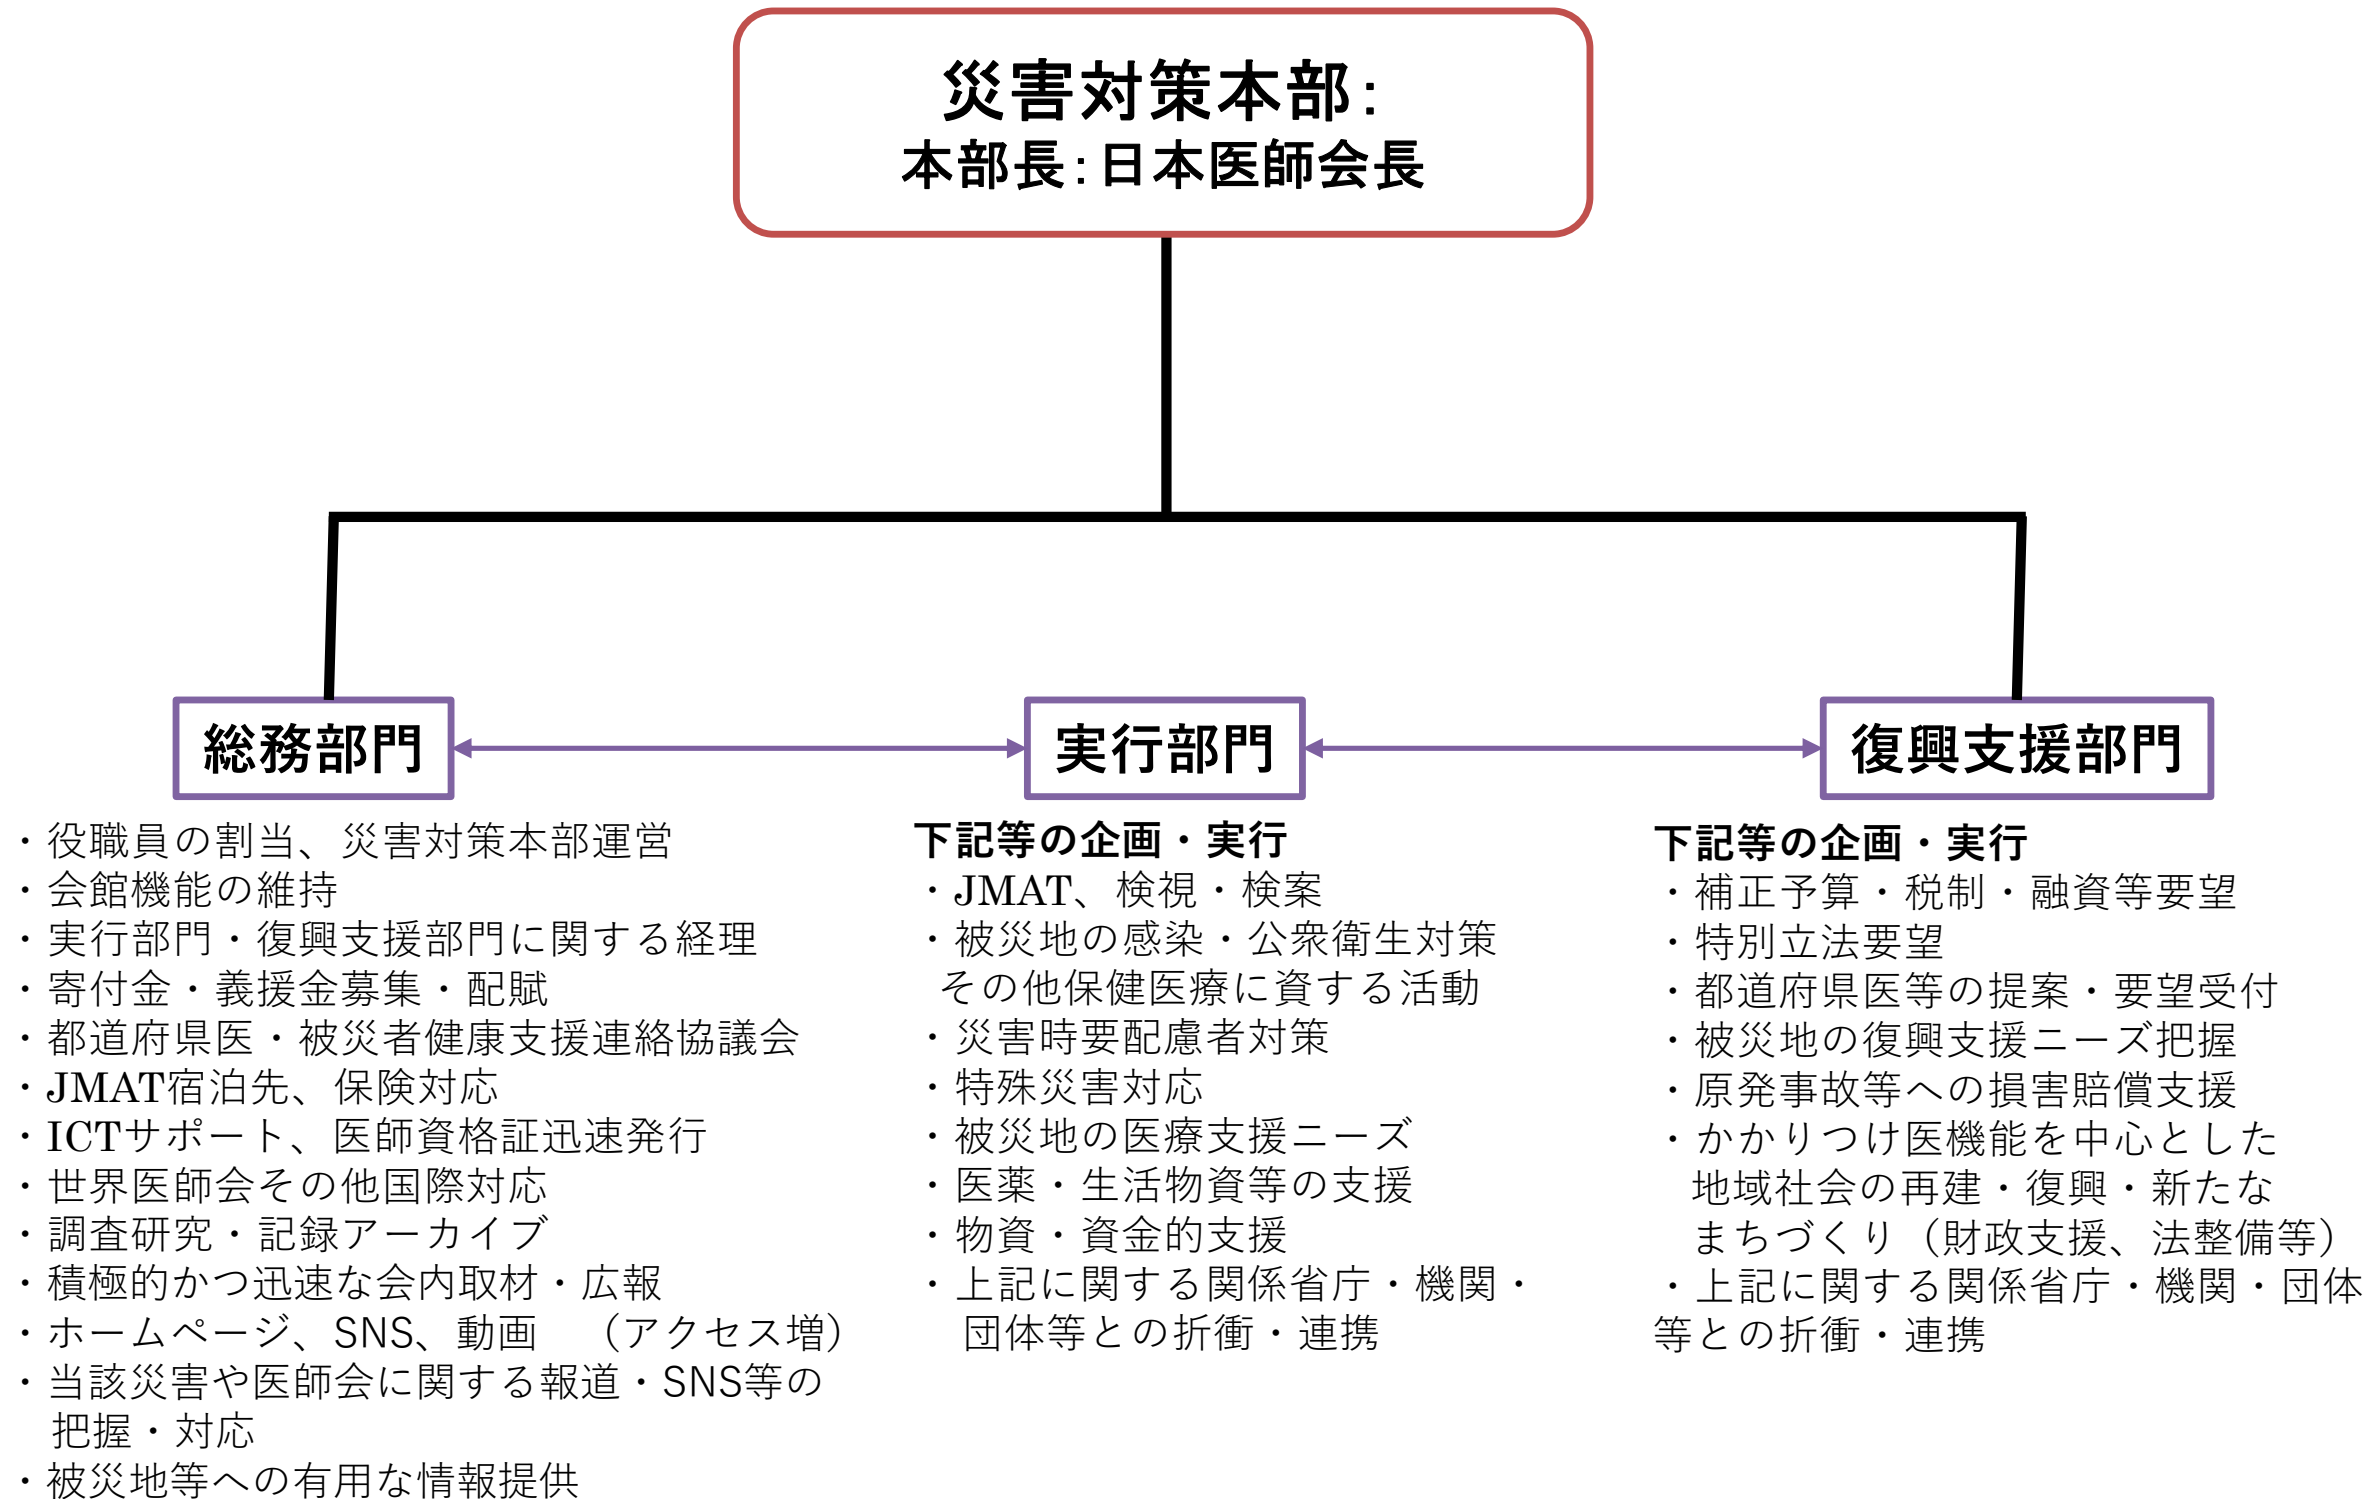 災害対策本部：
本部長：日本医師会長
総務部門
・役職員の割当、災害対策本部運営
・会館機能の維持
・実行部門・復興支援部門に関する経理
・寄付金・義援金募集・配賦
・都道府県医・被災者健康支援連絡協議会
・JMAT宿泊先、保険対応
・ICTサポート、医師資格証迅速発行
・世界医師会その他国際対応
・調査研究・記録アーカイブ
・積極的かつ迅速な会内取材・広報
・ホームページ、SNS、動画　（アクセス増）
・当該災害や医師会に関する報道・SNS等の
把握・対応
・被災地等への有用な情報提供
実行部門
下記等の企画・実行
・JMAT、検視・検案
・被災地の感染・公衆衛生対策
その他保健医療に資する活動
・災害時要配慮者対策
・特殊災害対応
・被災地の医療支援ニーズ
・医薬・生活物資等の支援
・物資・資金的支援
・上記に関する関係省庁・機関・
団体等との折衝・連携
復興支援部門
下記等の企画・実行
・補正予算・税制・融資等要望
・特別立法要望
・都道府県医等の提案・要望受付
・被災地の復興支援ニーズ把握
・原発事故等への損害賠償支援
・かかりつけ医機能を中心とした
地域社会の再建・復興・新たな
まちづくり（財政支援、法整備等）
・上記に関する関係省庁・機関・団体
等との折衝・連携